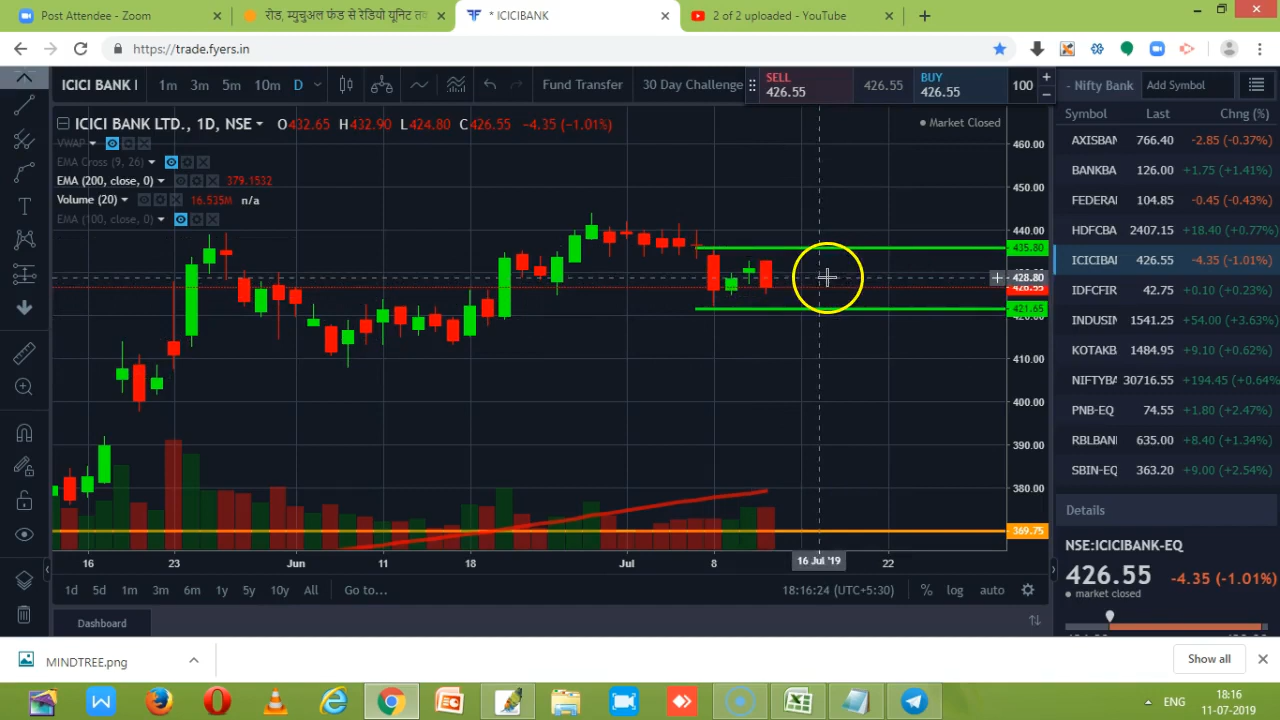 Post Attendee - Zoom
रोड, म्युचुअल फंड से रेडियो यूनिट तव
* ICICIBANK
2 of 2 uploaded - YouTube
https://trade.fyers.in
ICICI BANK I 1m 3m 5m 10m D Fund Transfer 30 Day Challenge
SELL 426.55 426.55 BUY 426.55 100
- Nifty Bank Add Symbol
ICICI BANK LTD., 1D, NSE O432.65 H432.90 L424.80 C426.55 -4.35 (-1.01%)
Market Closed
VWAP
EMA Cross (9, 26)
EMA (200, close, 0) 379.1532
Volume (20) 16.535M n/a
EMA (100, close, 0)
460.00
450.00
440.00
435.80
428.80
426.55
421.65
420.00
410.00
400.00
390.00
380.00
369.75
16 23 Jun 11 18 Jul 8 16 Jul '19 22
1d 5d 1m 3m 6m 1y 5y 10y All Go to... 18:16:24 (UTC+5:30) % log auto
Dashboard
Symbol Last Chng (%)
AXISBAN 766.40 -2.85 (-0.37%)
BANKBA 126.00 +1.75 (+1.41%)
FEDERAI 104.85 -0.45 (-0.43%)
HDFCBA 2407.15 +18.40 (+0.77%)
ICICIBAI 426.55 -4.35 (-1.01%)
IDFCFIR 42.75 +0.10 (+0.23%)
INDUSIN 1541.25 +54.00 (+3.63%)
KOTAKB 1484.95 +9.10 (+0.62%)
NIFTYBA 30716.55 +194.45 (+0.64%
PNB-EQ 74.55 +1.80 (+2.47%)
RBLBANI 635.00 +8.40 (+1.34%)
SBIN-EQ 363.20 +9.00 (+2.54%)
Details
NSE:ICICIBANK-EQ
426.55 -4.35 (-1.01%)
market closed
MINDTREE.png
Show all
ENG
18:16
11-07-2019